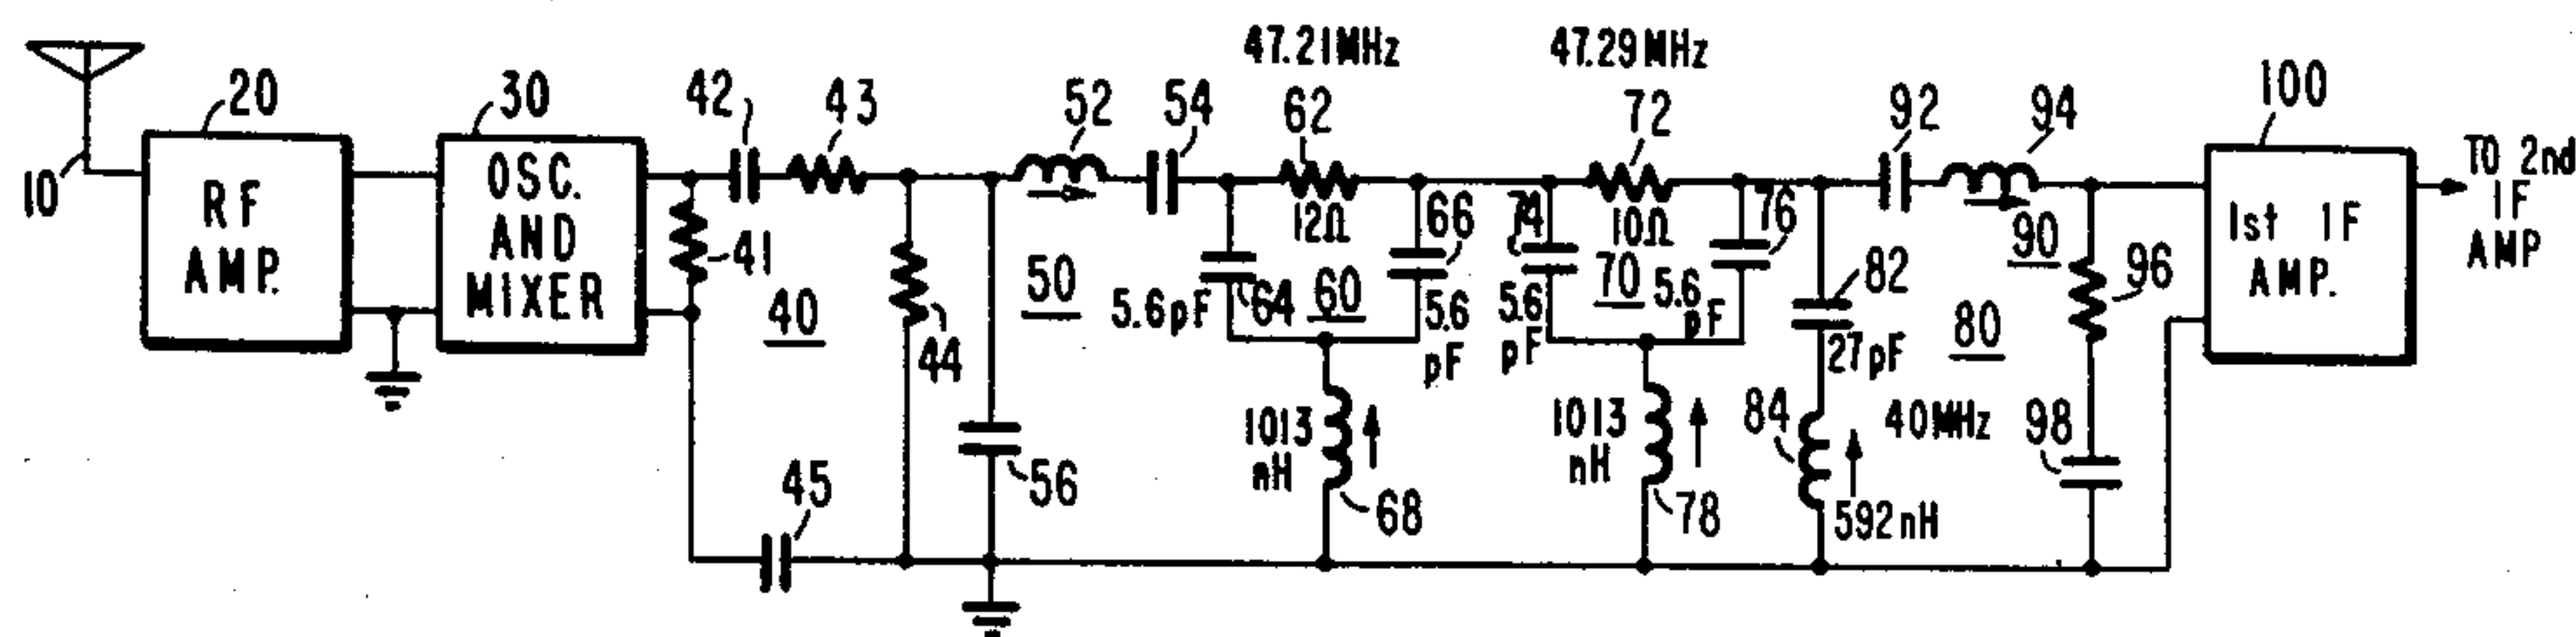 47.21MHz
47.29MHz
10
20
RF
AMP.
30
OSC.
AND
MIXER
42
43
41
40
44
45
52
54
50
56
62
12Ω
5.6pF
64
60
66
5.6
pF
1013
nH
68
72
10Ω
74
5.6
pF
70
76
5.6
pF
1013
nH
78
82
27pF
84
40MHz
592nH
80
92
94
90
96
98
100
1st IF
AMP.
TO 2nd
IF
AMP